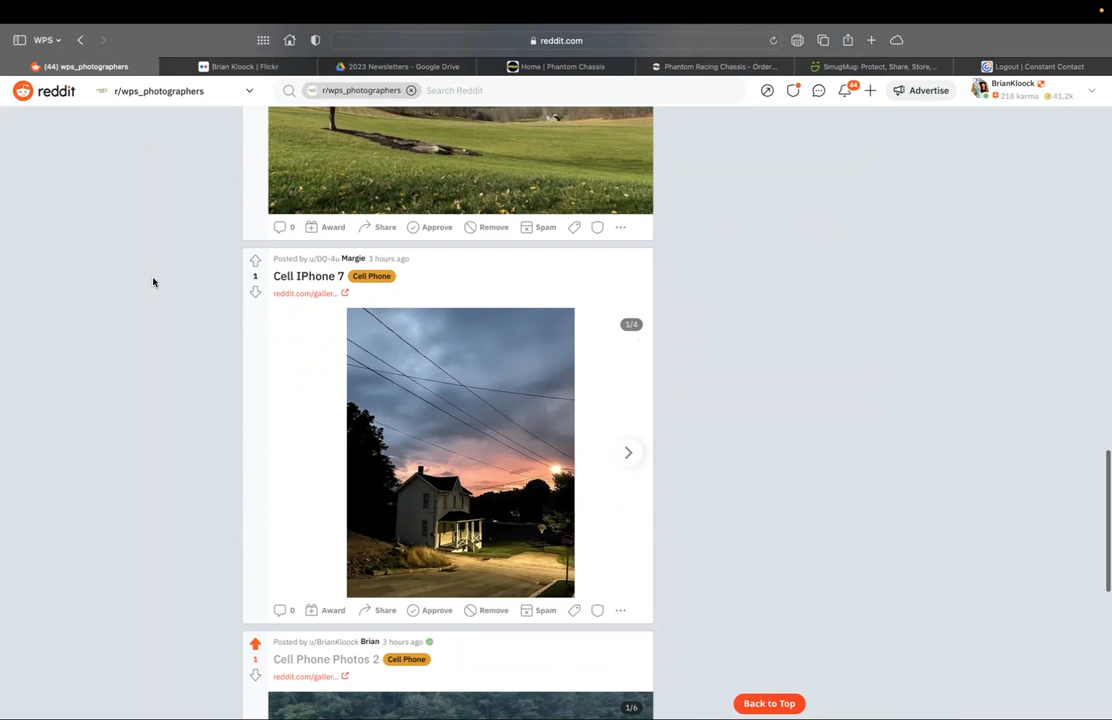 WPS
reddit.com
(44) wps_photographers
Brian Kloock | Flickr
2023 Newsletters - Google Drive
Home | Phantom Chassis
Phantom Racing Chassis - Order...
SmugMug: Protect, Share, Store,...
Logout | Constant Contact
reddit
r/wps_photographers
r/wps_photographers
Search Reddit
44
Advertise
BrianKloock
218 karma
41.2k
0 Award Share Approve Remove Spam
Posted by u/DQ-4u Margie 3 hours ago
1
Cell IPhone 7 Cell Phone
reddit.com/galler...
1/4
0 Award Share Approve Remove Spam
Posted by u/BrianKloock Brian 3 hours ago
1
Cell Phone Photos 2 Cell Phone
reddit.com/galler...
1/6
Back to Top